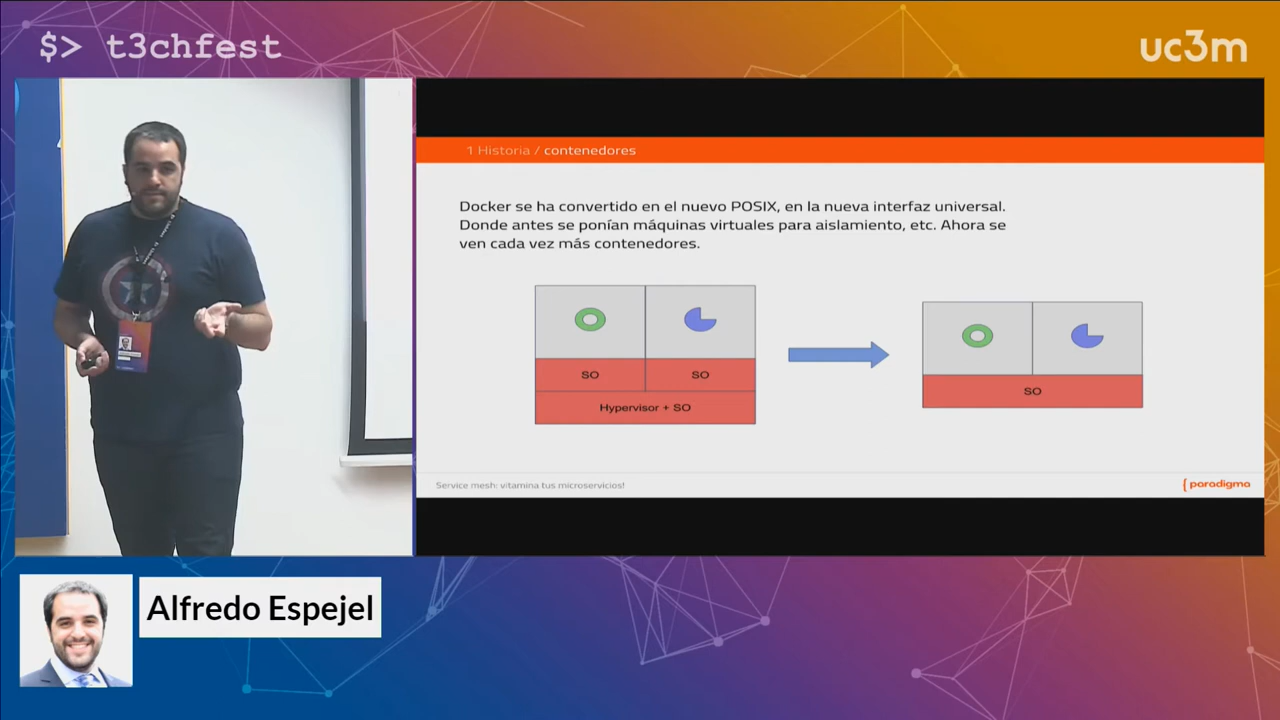 $> t3chfest
uc3m
1 Historia / contenedores
Docker se ha convertido en el nuevo POSIX, en la nueva interfaz universal.
Donde antes se ponían máquinas virtuales para aislamiento, etc. Ahora se
ven cada vez más contenedores.
SO
SO
Hypervisor + SO
SO
Service mesh: vitamina tus microservicios!
{paradigma
Alfredo Espejel